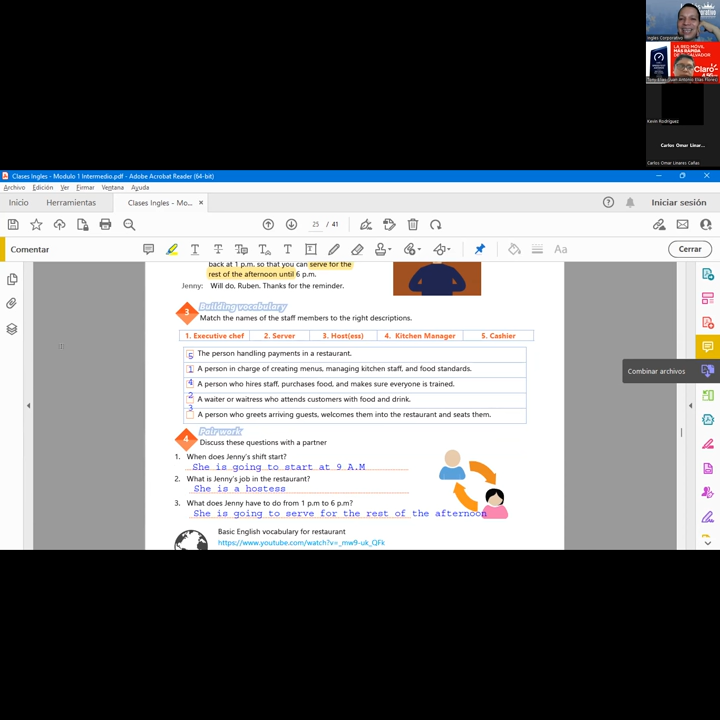 Ingles Corporativo
LA RED MÓVIL
MÁS RÁPIDA
Claro
Kevin Rodriguez
Carlos Omar Linar...
Carlos Omar Linares Cañas
Clases Ingles - Modulo 1 Intermedio.pdf - Adobe Acrobat Reader (64-bit)
Archivo Edición Ver Firmar Ventana Ayuda
Inicio Herramientas Clases Ingles - Mo... Iniciar sesión
25 / 41
Comentar Cerrar
back at 1 p.m, so that you can serve for the
rest of the afternoon until 6 p.m.
Jenny: Will do, Ruben. Thanks for the reminder.
3 Building vocabulary
Match the names of the staff members to the right descriptions.
1. Executive chef 2. Server 3. Host(ess) 4. Kitchen Manager 5. Cashier
5 The person handling payments in a restaurant.
1 A person in charge of creating menus, managing kitchen staff, and food standards.
4 A person who hires staff, purchases food, and makes sure everyone is trained.
2 A waiter or waitress who attends customers with food and drink.
3 A person who greets arriving guests, welcomes them into the restaurant and seats them.
Combinar archivos
4 Pair work
Discuss these questions with a partner
1. When does Jenny's shift start?
She is going to start at 9 A.M
2. What is Jenny's job in the restaurant?
She is a hostess
3. What does Jenny have to do from 1 pm to 6 pm?
She is going to serve for the rest of the afternoon
Basic English vocabulary for restaurant
https://www.youtube.com/watch?v=_mw9-uk_QFk